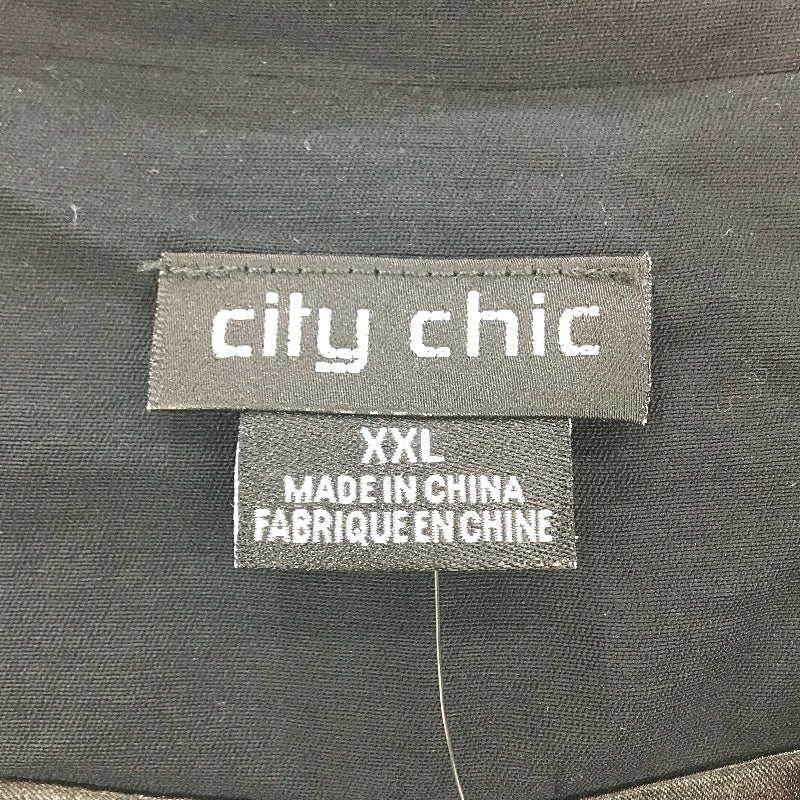 city chic
XXL
MADE IN CHINA
FABRIQUE EN CHINE